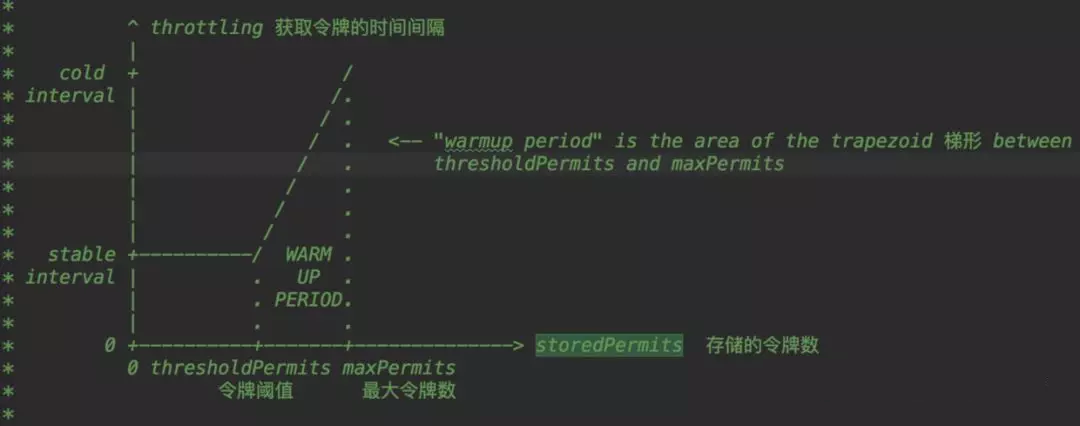 *
* ^ throttling 获取令牌的时间间隔
* |
* cold + /
* interval | /.
* | / .
* | / . <—— "warmup period" is the area of the trapezoid 梯形 between
* | / . thresholdPermits and maxPermits
* | / .
* | / .
* | / .
* stable +——————————/ WARM .
* interval | . UP .
* | . PERIOD.
* | . .
* 0 +——————————+———————+——————————————> storedPermits 存储的令牌数
* 0 thresholdPermits maxPermits
* 令牌阈值 最大令牌数
*